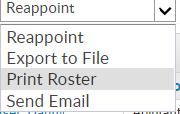 Reappoint
Reappoint
Export to File
Print Roster
Send Email